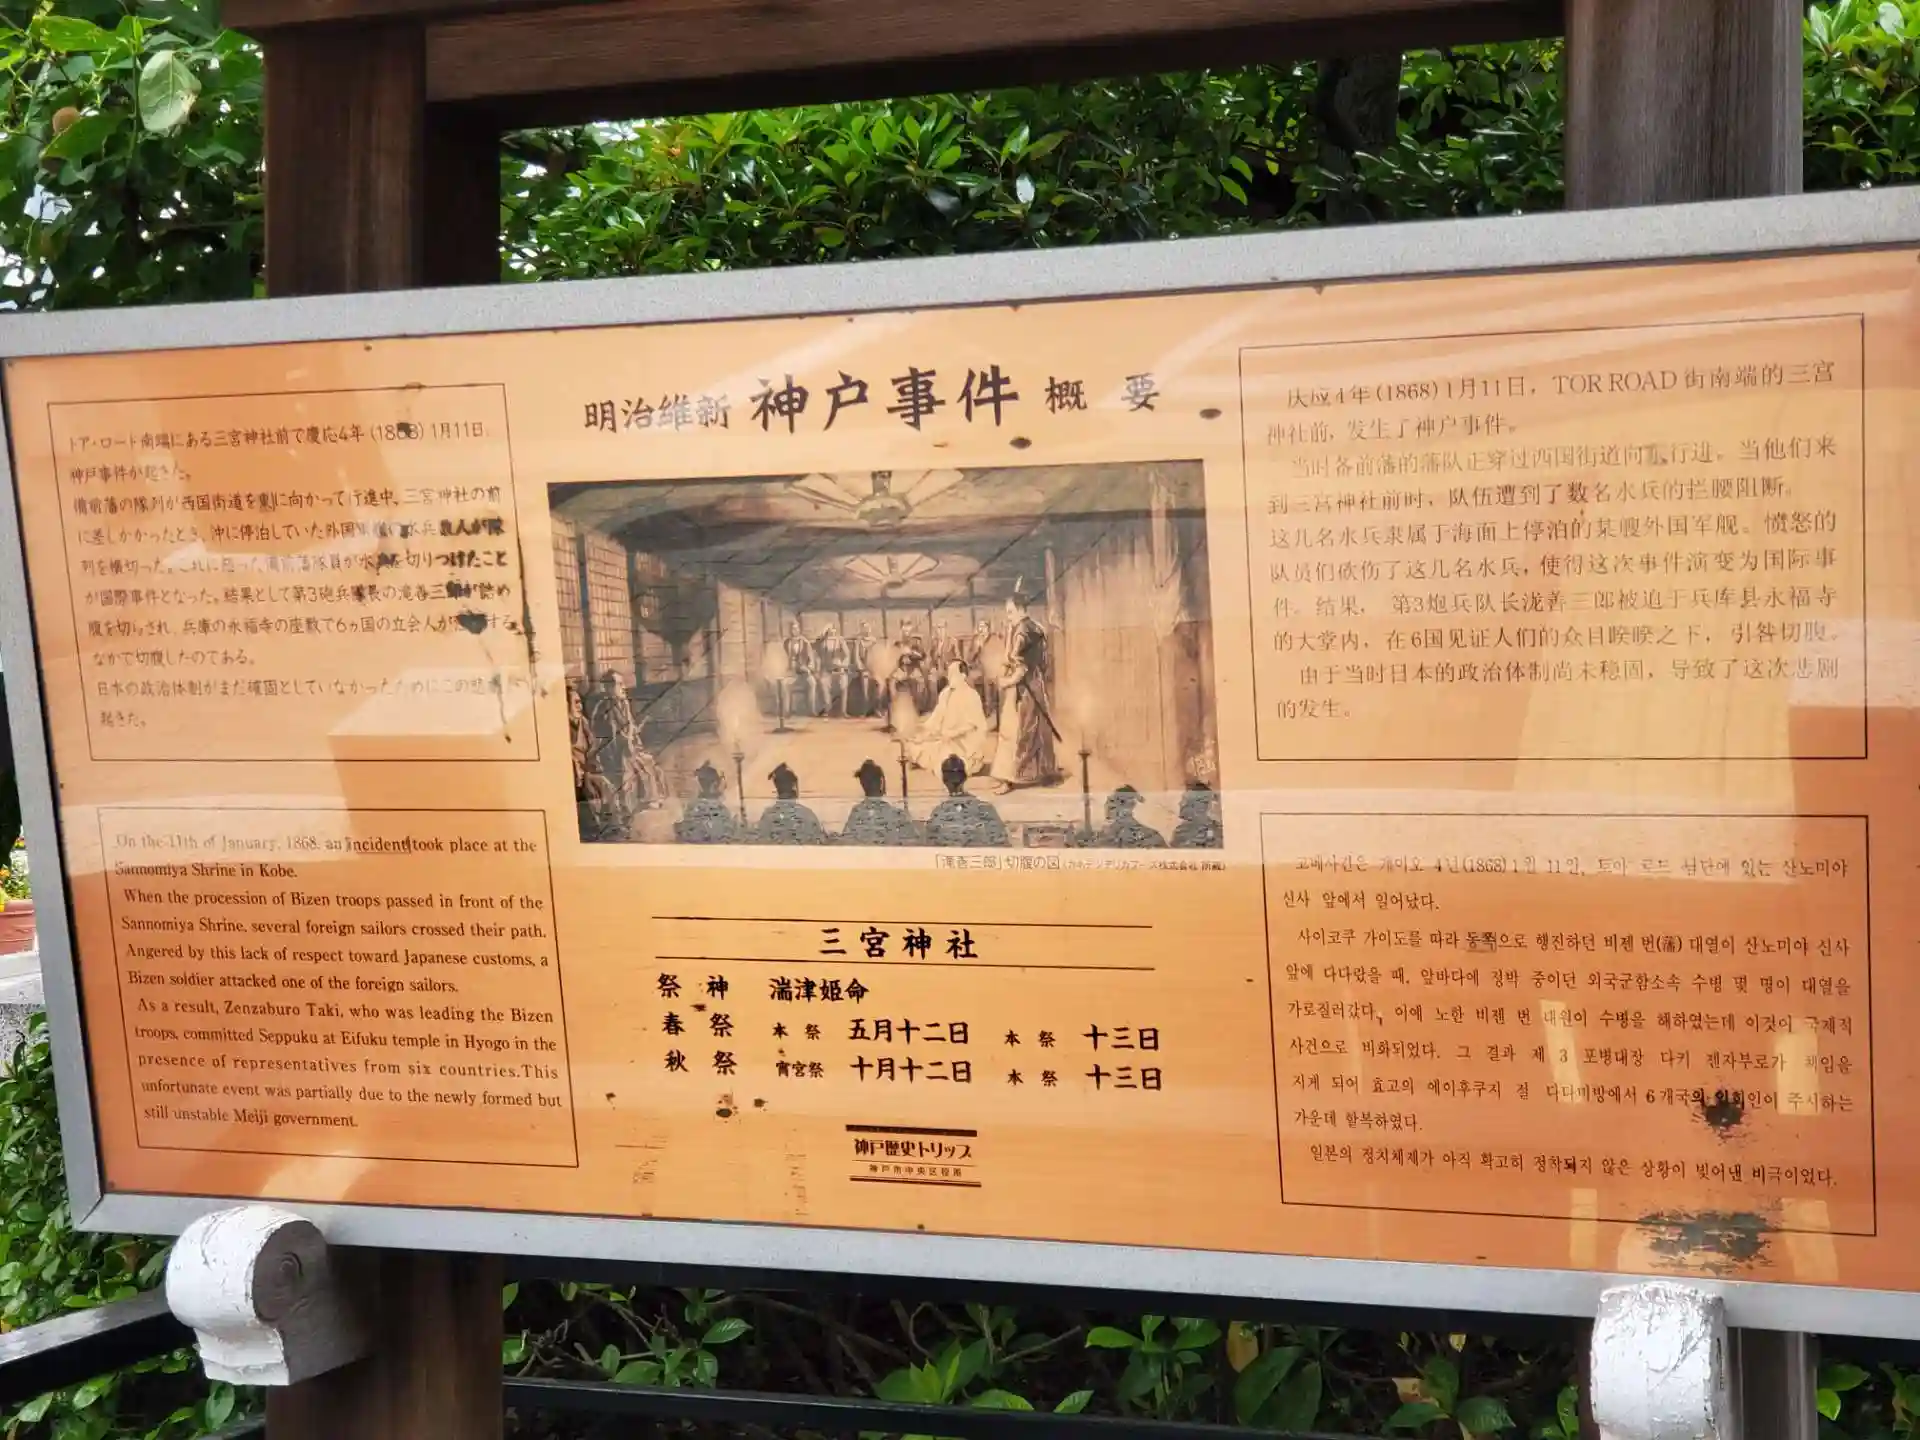 明治維新 神戸事件 概要
トア・ロード南端にある三宮神社前で慶応4年(1868)1月11日、
神戸事件が起きた。
備前藩の隊列が西国街道を東に向かって行進中、三宮神社の前
に差しかかったとき、沖に停泊していた外国 水兵数人が隊
列を横切った。これに怒った備前藩隊員が水兵を切りつけたこと
が国際事件となった。結果として第3砲兵隊長の滝善三郎が詰め
腹を切らされ、兵庫の永福寺の座敷で6ヵ国の立会人が する
なかで切腹したのである。
日本の政治体制がまだ確固としていなかったためにこの悲劇が
起きた。
On the 11th of January, 1868, an incident took place at the
Sannomiya Shrine in Kobe.
When the procession of Bizen troops passed in front of the
Sannomiya Shrine, several foreign sailors crossed their path.
Angered by this lack of respect toward Japanese customs, a
Bizen soldier attacked one of the foreign sailors.
As a result, Zenzaburo Taki, who was leading the Bizen
troops, committed Seppuku at Eifuku temple in Hyogo in the
presence of representatives from six countries.This
unfortunate event was partially due to the newly formed but
still unstable Meiji government.
「滝善三郎」切腹の図(カネテツデリカフーズ株式会社 所蔵)
三宮神社
祭神 湍津姫命
春祭 本祭 五月十二日 本祭 十三日
秋祭 宵宮祭 十月十二日 本祭 十三日
神戸歴史トリップ
神戸市中央区役所
庆应4年(1868)1月11日，TOR ROAD街南端的三宫
神社前，发生了神户事件。
当时备前藩的藩队正穿过西国街道向东行进。当他们来
到三宫神社前时，队伍遭到了数名水兵的拦腰阻断。
这几名水兵隶属于海面上停泊的某艘外国军舰。愤怒的
队员们砍伤了这几名水兵，使得这次事件演变为国际事
件。结果， 第3炮兵队长泷善三郎被迫于兵库县永福寺
的大堂内，在6国见证人们的众目睽睽之下，引咎切腹。
由于当时日本的政治体制尚未稳固，导致了这次悲剧
的发生。
고베사건은 게이오 4년(1868)1월 11일, 토아 로드 남단에 있는 산노미야
신사 앞에서 일어났다.
사이코쿠 가이도를 따라 동쪽으로 행진하던 비젠 번(藩) 대열이 산노미야 신사
앞에 다다랐을 때, 앞바다에 정박 중이던 외국군함소속 수병 몇 명이 대열을
가로질러갔다. 이에 노한 비젠 번 대원이 수병을 해하였는데 이것이 국제적
사건으로 비화되었다. 그 결과 제 3 포병대장 다키 젠자부로가 책임을
지게 되어 효고의 에이후쿠지 절 다다미방에서 6개국의 입회인이 주시하는
가운데 할복하였다.
일본의 정치체제가 아직 확고히 정착되지 않은 상황이 빚어낸 비극이었다.